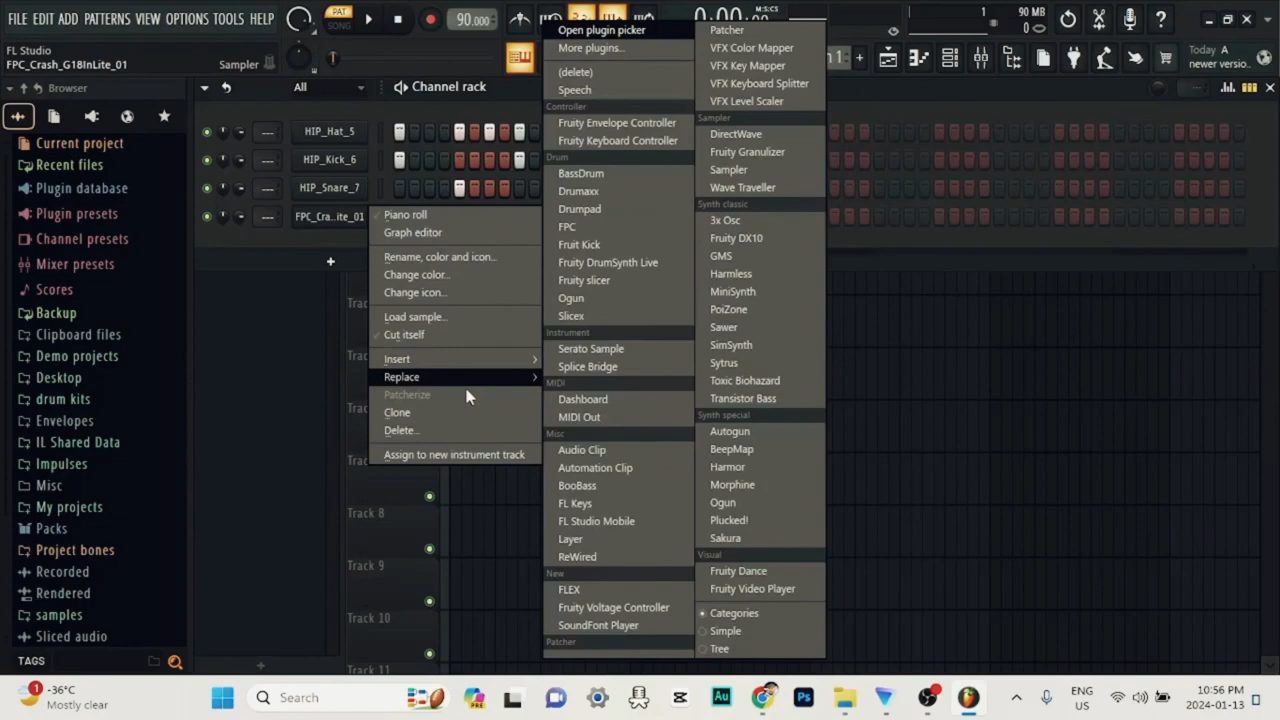 FILE EDIT ADD PATTERNS VIEW OPTIONS TOOLS HELP
PAT
SONG
90.000
0:00:00
M:S:CS
1
90 MB
0
FL Studio
FPC_Crash_G18InLite_01
Sampler
1
Today A
newer versio..
Browser
All
Channel rack
Current project
Recent files
Plugin database
Plugin presets
Channel presets
Mixer presets
Scores
Backup
Clipboard files
Demo projects
Desktop
drum kits
Envelopes
IL Shared Data
Impulses
Misc
My projects
Packs
Project bones
Recorded
Rendered
samples
Sliced audio
TAGS
HIP_Hat_5
HIP_Kick_6
HIP_Snare_7
FPC_Cra..ite_01
Piano roll
Graph editor
Rename, color and icon...
Change color...
Change icon...
Load sample...
Cut itself
Insert
Replace
Patcherize
Clone
Delete...
Assign to new instrument track
Track 8
Track 9
Track 10
Track 11
Open plugin picker
More plugins...
(delete)
Speech
Controller
Fruity Envelope Controller
Fruity Keyboard Controller
Drum
BassDrum
Drumaxx
Drumpad
FPC
Fruit Kick
Fruity DrumSynth Live
Fruity slicer
Ogun
Slicex
Instrument
Serato Sample
Splice Bridge
MIDI
Dashboard
MIDI Out
Misc
Audio Clip
Automation Clip
BooBass
FL Keys
FL Studio Mobile
Layer
ReWired
New
FLEX
Fruity Voltage Controller
SoundFont Player
Patcher
Patcher
VFX Color Mapper
VFX Key Mapper
VFX Keyboard Splitter
VFX Level Scaler
Sampler
DirectWave
Fruity Granulizer
Sampler
Wave Traveller
Synth classic
3x Osc
Fruity DX10
GMS
Harmless
MiniSynth
PoiZone
Sawer
SimSynth
Sytrus
Toxic Biohazard
Transistor Bass
Synth special
Autogun
BeepMap
Harmor
Morphine
Ogun
Plucked!
Sakura
Visual
Fruity Dance
Fruity Video Player
Categories
Simple
Tree
1
-36°C
Mostly clear
Search
PRE
Au
Ps
ENG
US
10:56 PM
2024-01-13